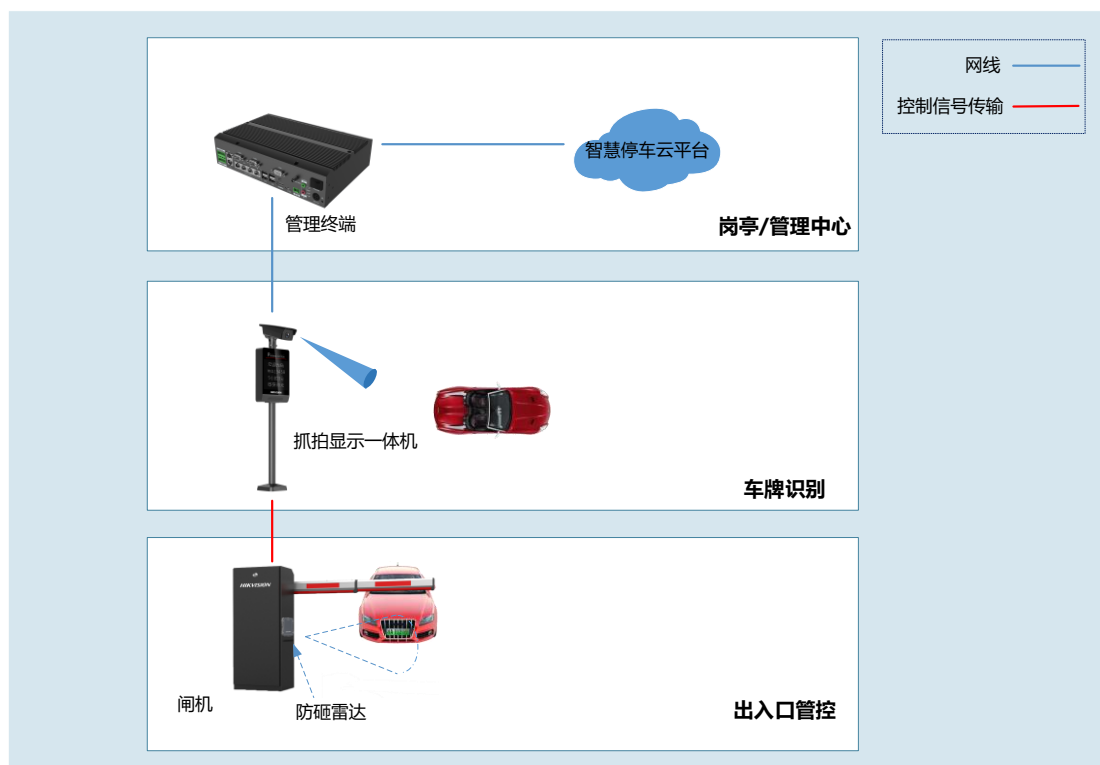 网线
控制信号传输
智慧停车云平台
管理终端
岗亭/管理中心
抓拍显示一体机
车牌识别
HIKVISION
闸机
防砸雷达
出入口管控